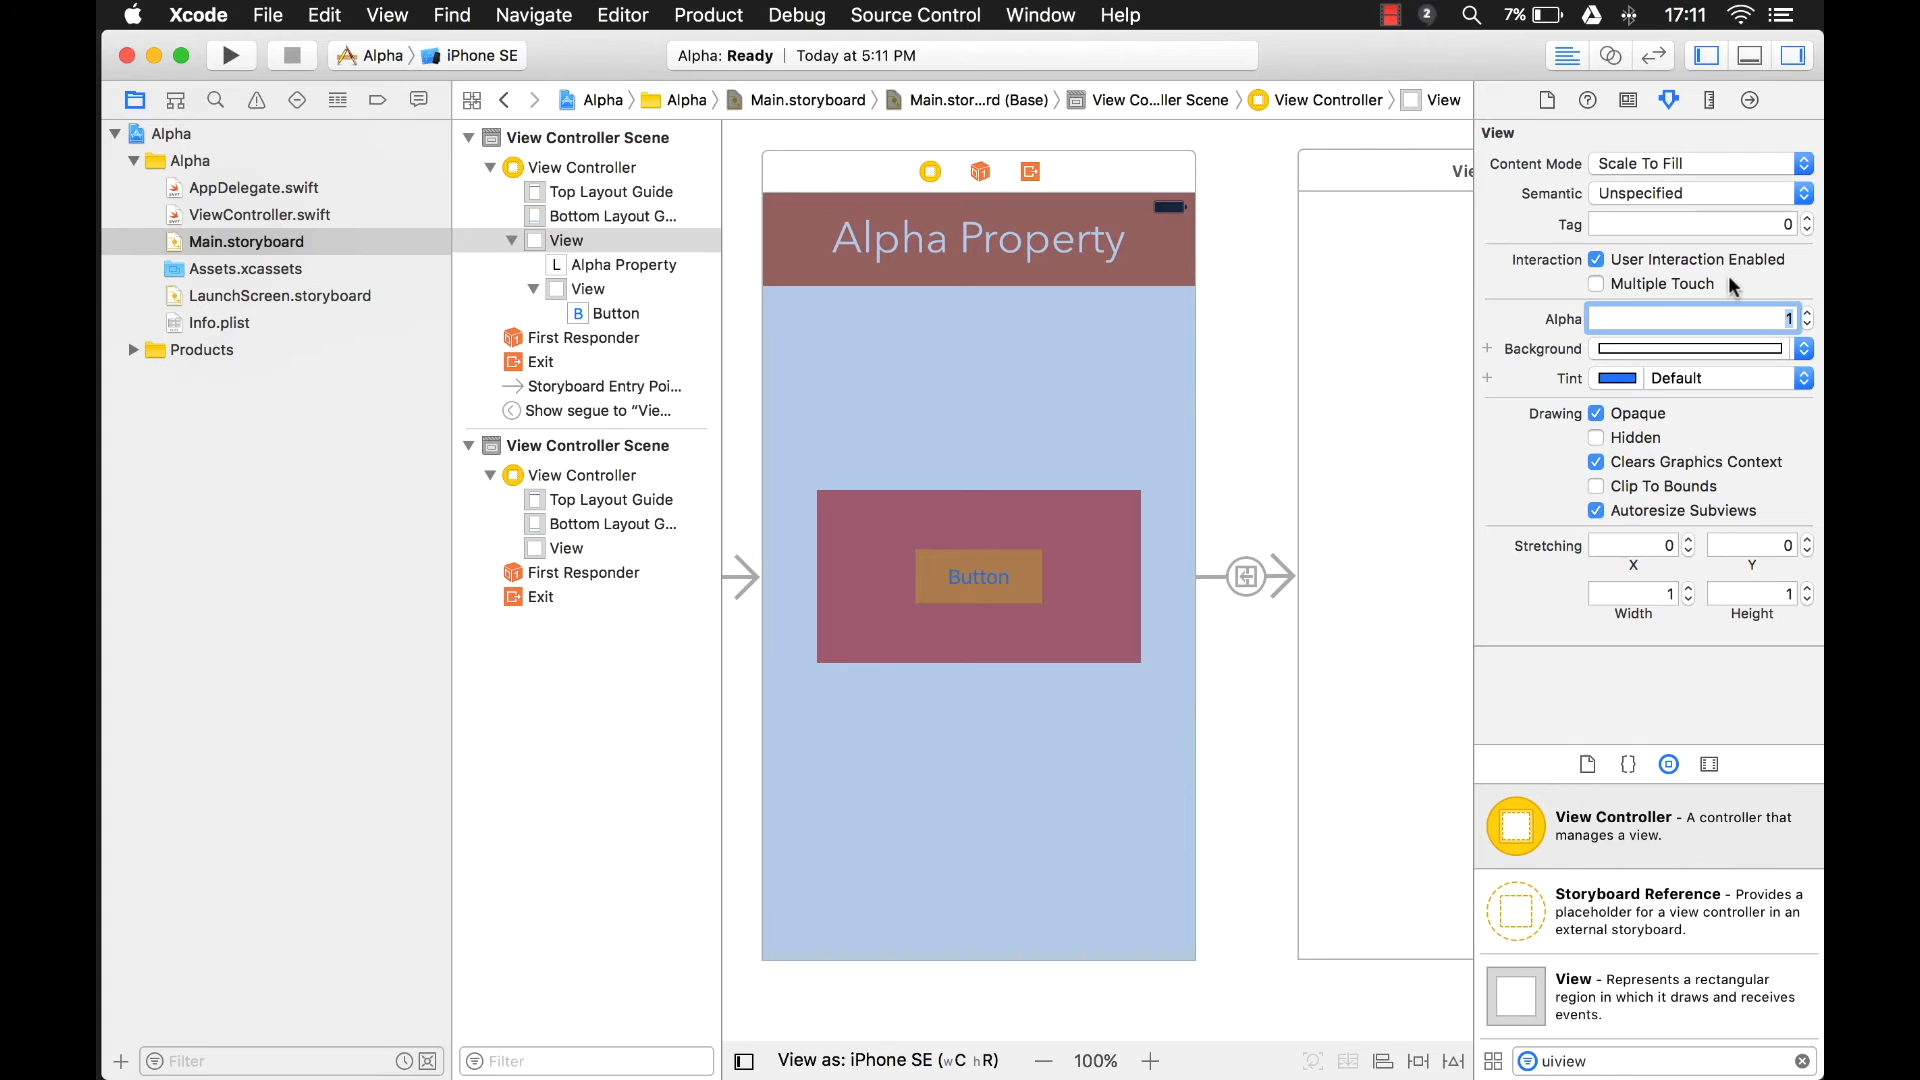 Xcode File Edit View Find Navigate Editor Product Debug Source Control Window Help 2 7% 17:11
Alpha iPhone SE Alpha: Ready Today at 5:11 PM
Alpha Alpha Main.storyboard Main.stor...rd (Base) View Co...ller Scene View Controller View
Alpha
Alpha
AppDelegate.swift
ViewController.swift
Main.storyboard
Assets.xcassets
LaunchScreen.storyboard
Info.plist
Products
Filter
View Controller Scene
View Controller
Top Layout Guide
Bottom Layout G...
View
L Alpha Property
View
B Button
First Responder
Exit
Storyboard Entry Poi...
Show segue to “Vie...
View Controller Scene
View Controller
Top Layout Guide
Bottom Layout G...
View
First Responder
Exit
Filter
Alpha Property
Button
Vie
View as: iPhone SE (wC hR) — 100% +
View
Content Mode Scale To Fill
Semantic Unspecified
Tag 0
Interaction User Interaction Enabled
Multiple Touch
Alpha 1
+ Background
+ Tint Default
Drawing Opaque
Hidden
Clears Graphics Context
Clip To Bounds
Autoresize Subviews
Stretching 0 0
X Y
1 1
Width Height
{}
View Controller - A controller that
manages a view.
Storyboard Reference - Provides a
placeholder for a view controller in an
external storyboard.
View - Represents a rectangular
region in which it draws and receives
events.
uiview